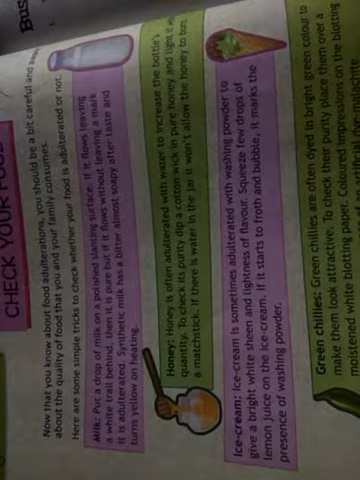 Bus
CHECK YOUR FOOD
Now that you know about food adulterations, you should be a bit careful and
about the quality of food that you and your family consumes.
Here are some simple tricks to check whether your food is adulterated or not.
Milk: Put a drop of milk on a polished slanting surface. If it flows leaving
a white trail behind, then it is pure but if it flows without leaving a mark
it is adulterated. Synthetic milk has a bitter almost soapy after taste and
turns yellow on heating.
Honey: Honey is often adulterated with water to increase the bottle's
quantity. To check its purity dip a cotton wick in pure honey and light it
a matchstick. If there is water in the jar it won't allow the honey to burn.
Ice-cream: Ice-cream is sometimes adulterated with washing powder to
give a bright white sheen and lightness of flavour. Squeeze few drops of
lemon juice on the ice-cream. If it starts to froth and bubble, it marks the
presence of washing powder.
Green chillies: Green chillies are often dyed in bright green colour to
make them look attractive. To check their purity place them over a
moistened white blotting paper. Coloured impressions on the blotting